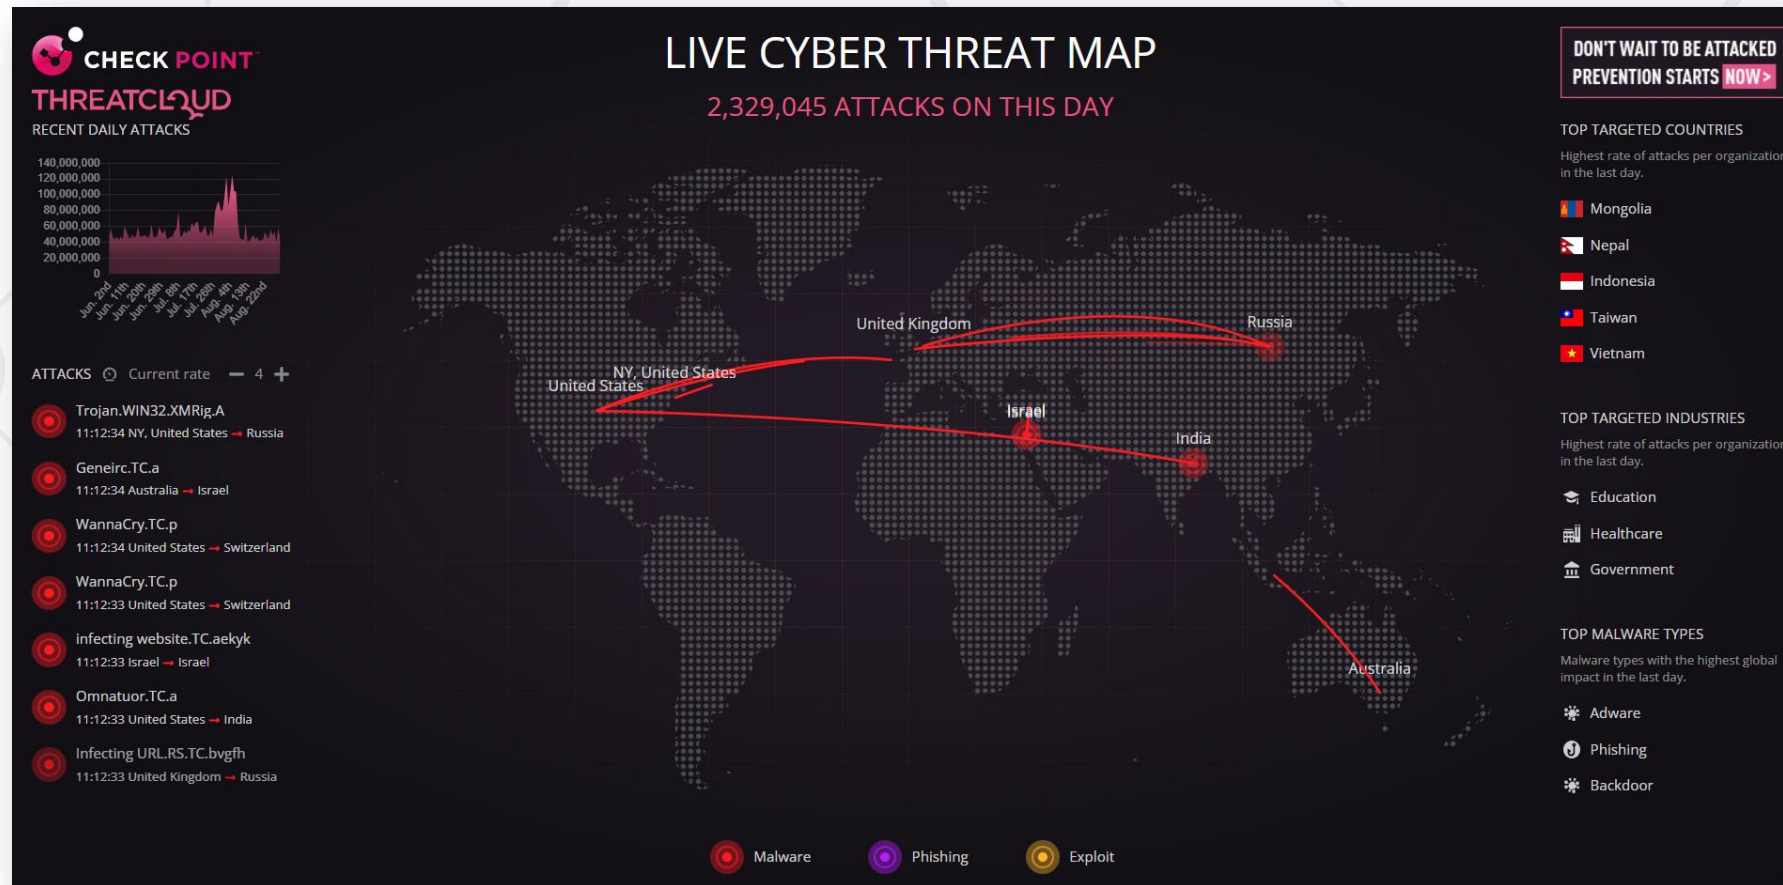 CHECK POINT™
THREATCLOUD
RECENT DAILY ATTACKS
140,000,000
120,000,000
100,000,000
80,000,000
60,000,000
40,000,000
20,000,000
0
Jun. 2nd
Jun. 11th
Jun. 20th
Jun. 29th
Jul. 8th
Jul. 17th
Jul. 26th
Aug. 4th
Aug. 13th
Aug. 22nd
ATTACKS Current rate − 4 +
Trojan.WIN32.XMRig.A
11:12:34 NY, United States → Russia
Geneirc.TC.a
11:12:34 Australia → Israel
WannaCry.TC.p
11:12:34 United States → Switzerland
WannaCry.TC.p
11:12:33 United States → Switzerland
infecting website.TC.aekyk
11:12:33 Israel → Israel
Omnatuor.TC.a
11:12:33 United States → India
Infecting URL.RS.TC.bvgfh
11:12:33 United Kingdom → Russia
LIVE CYBER THREAT MAP
2,329,045 ATTACKS ON THIS DAY
United Kingdom
Russia
NY, United States
United States
Israel
India
Australia
Malware
Phishing
Exploit
DON'T WAIT TO BE ATTACKED
PREVENTION STARTS NOW>
TOP TARGETED COUNTRIES
Highest rate of attacks per organization
in the last day.
Mongolia
Nepal
Indonesia
Taiwan
Vietnam
TOP TARGETED INDUSTRIES
Highest rate of attacks per organization
in the last day.
Education
Healthcare
Government
TOP MALWARE TYPES
Malware types with the highest global
impact in the last day.
Adware
Phishing
Backdoor